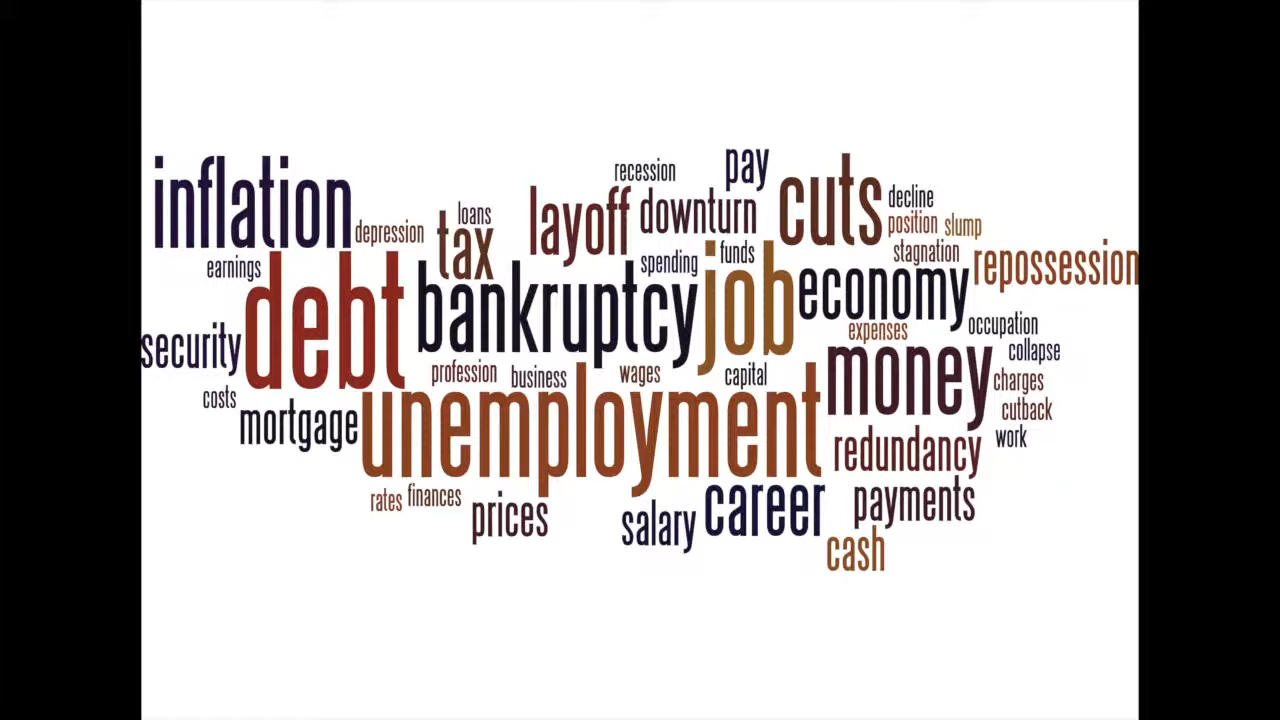 recession
pay
inflation
cuts
decline
loans
layoff
downturn
position
slump
depression
tax
funds
stagnation
earnings
spending
repossession
debt
bankruptcy
job
economy
security
expenses
occupation
collapse
profession
business
wages
capital
money
charges
costs
mortgage
unemployment
cutback
work
redundancy
rates
finances
prices
salary
career
payments
cash